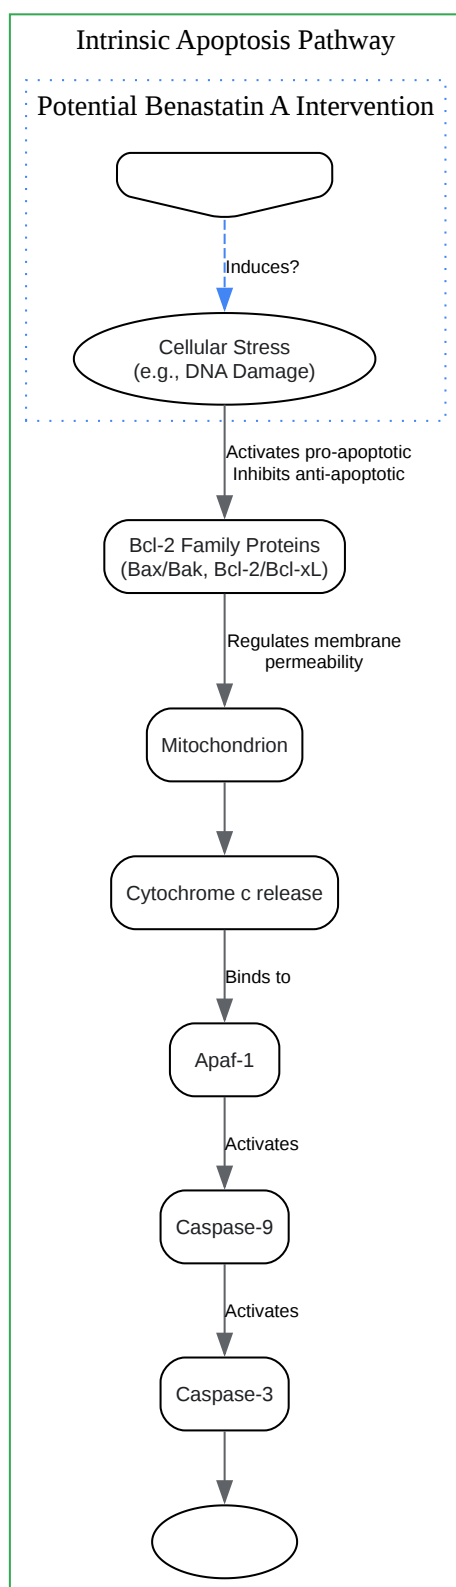 Intrinsic Apoptosis Pathway
Potential Benastatin A Intervention
Induces?
Cellular Stress
(e.g., DNA Damage)
Activates pro-apoptotic
Inhibits anti-apoptotic
Bcl-2 Family Proteins
(Bax/Bak, Bcl-2/Bcl-xL)
Regulates membrane
permeability
Mitochondrion
Cytochrome c release
Binds to
Apaf-1
Activates
Caspase-9
Activates
Caspase-3